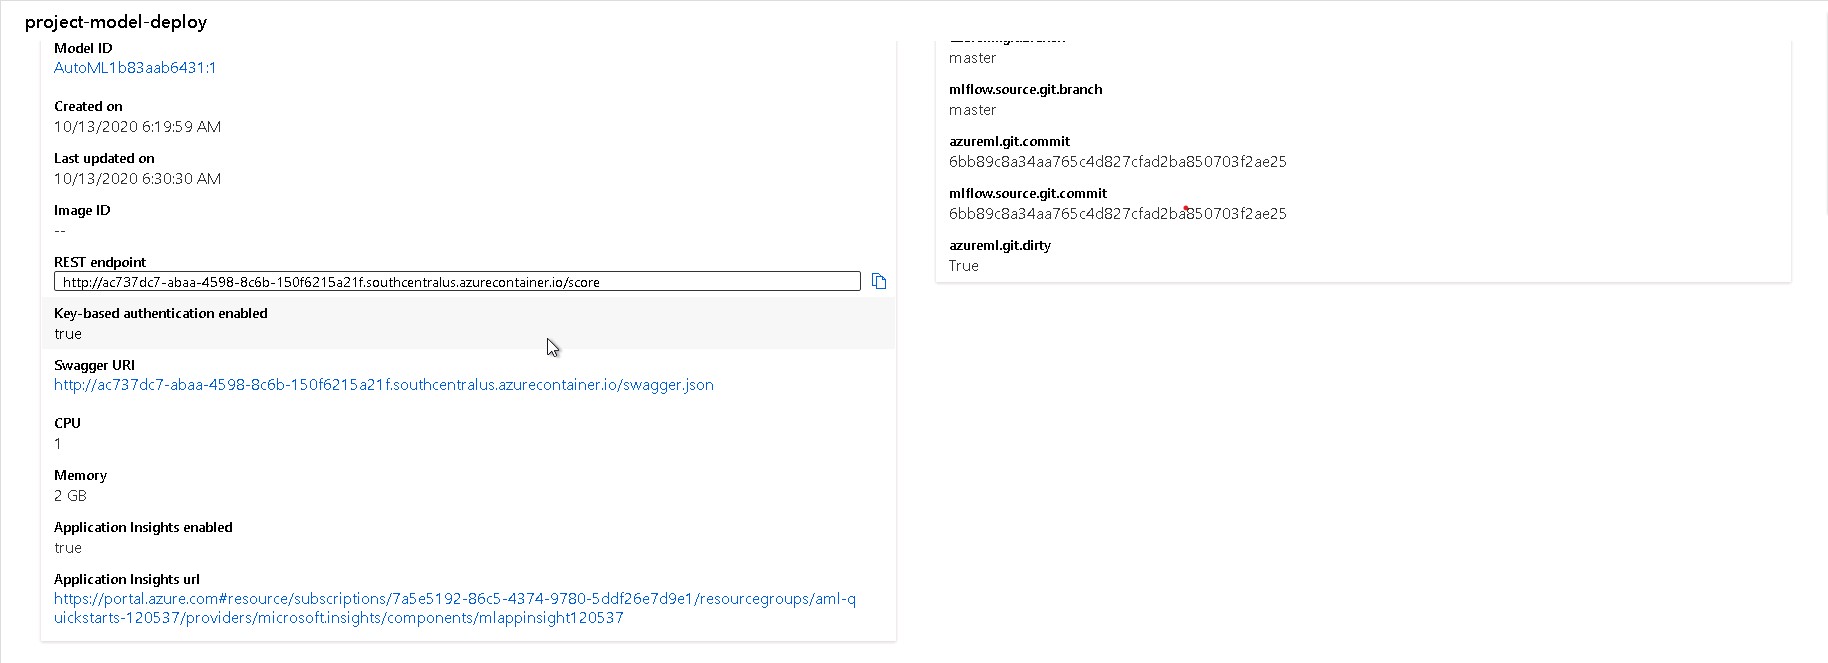 project-model-deploy
Model ID
AutoML1b83aab6431:1
Created on
10/13/2020 6:19:59 AM
Last updated on
10/13/2020 6:30:30 AM
Image ID
--
REST endpoint
http://ac737dc7-abaa-4598-8c6b-150f6215a21f.southcentralus.azurecontainer.io/score
Key-based authentication enabled
true
Swagger URI
http://ac737dc7-abaa-4598-8c6b-150f6215a21f.southcentralus.azurecontainer.io/swagger.json
CPU
1
Memory
2 GB
Application Insights enabled
true
Application Insights url
https://portal.azure.com#resource/subscriptions/7a5e5192-86c5-4374-9780-5ddf26e7d9e1/resourcegroups/aml-q
uickstarts-120537/providers/microsoft.insights/components/mlappinsight120537
master
mlflow.source.git.branch
master
azureml.git.commit
6bb89c8a34aa765c4d827cfad2ba850703f2ae25
mlflow.source.git.commit
6bb89c8a34aa765c4d827cfad2ba850703f2ae25
azureml.git.dirty
True